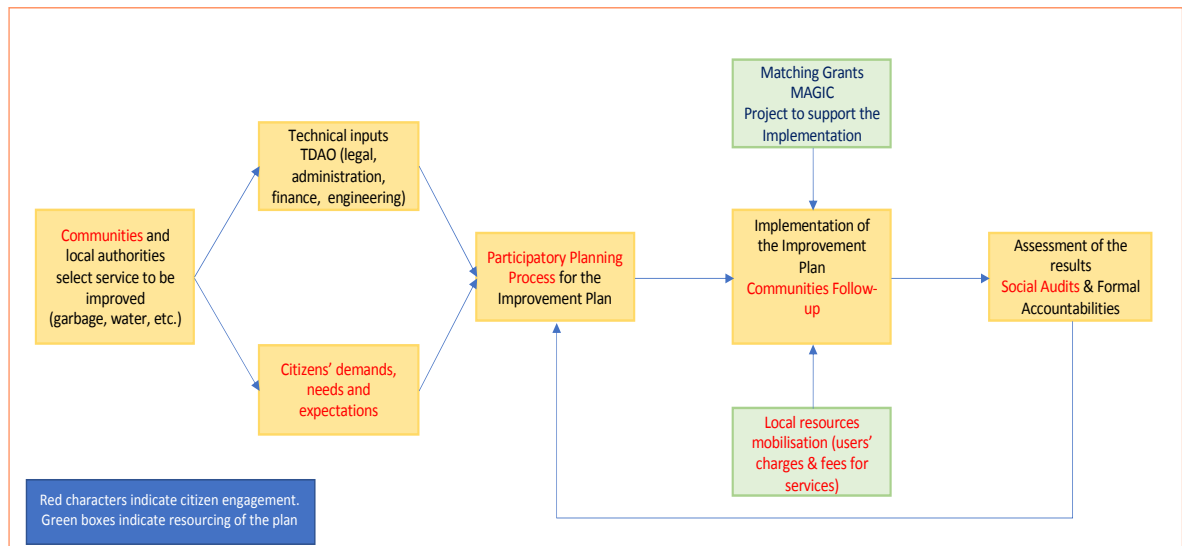 Matching Grants
MAGIC
Project to support the
Implementation
Technical inputs
TDAO (legal,
administration,
finance, engineering)
Communities and
local authorities
select service to be
improved
(garbage, water, etc.)
Participatory Planning
Process for the
Improvement Plan
Implementation of
the Improvement
Plan
Communities Follow-
up
Assessment of the
results
Social Audits & Formal
Accountabilities
Citizens’ demands,
needs and
expectations
Local resources
mobilisation (users’
charges & fees for
services)
Red characters indicate citizen engagement.
Green boxes indicate resourcing of the plan